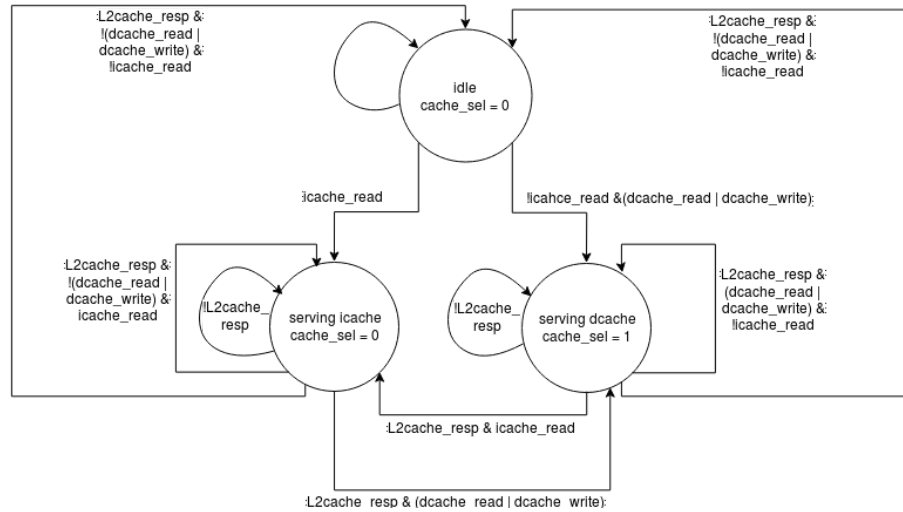 :L2cache_resp &:
!(dcache_read |
dcache_write) &:
!icache_read
:L2cache_resp &:
!(dcache_read |
dcache_write) &:
!icache_read
idle
cache_sel = 0
:icache_read
!icahce_read &(dcache_read | dcache_write):
:L2cache_resp &:
!(dcache_read |
dcache_write) &:
icache_read
!L2cache_
resp
serving icache
cache_sel = 0
!L2cache_
resp
serving dcache
cache_sel = 1
:L2cache_resp &:
(dcache_read |
dcache_write) &:
!icache_read
:L2cache_resp & icache_read
:L2cache_resp & (dcache_read | dcache_write):